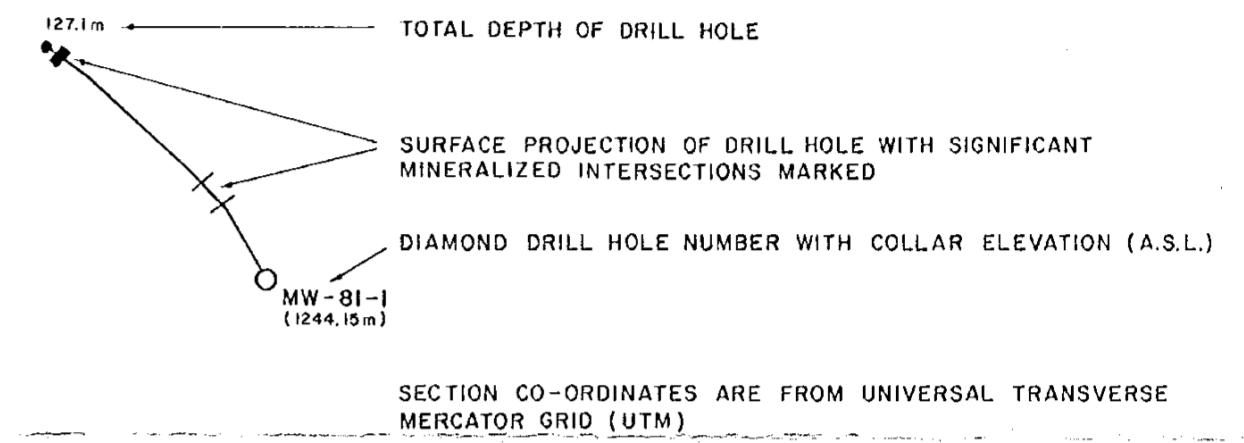 127.1m
TOTAL DEPTH OF DRILL HOLE
SURFACE PROJECTION OF DRILL HOLE WITH SIGNIFICANT
MINERALIZED INTERSECTIONS MARKED
DIAMOND DRILL HOLE NUMBER WITH COLLAR ELEVATION (A.S.L.)
MW-81-1
(1244.15m)
SECTION CO-ORDINATES ARE FROM UNIVERSAL TRANSVERSE
MERCATOR GRID (UTM)